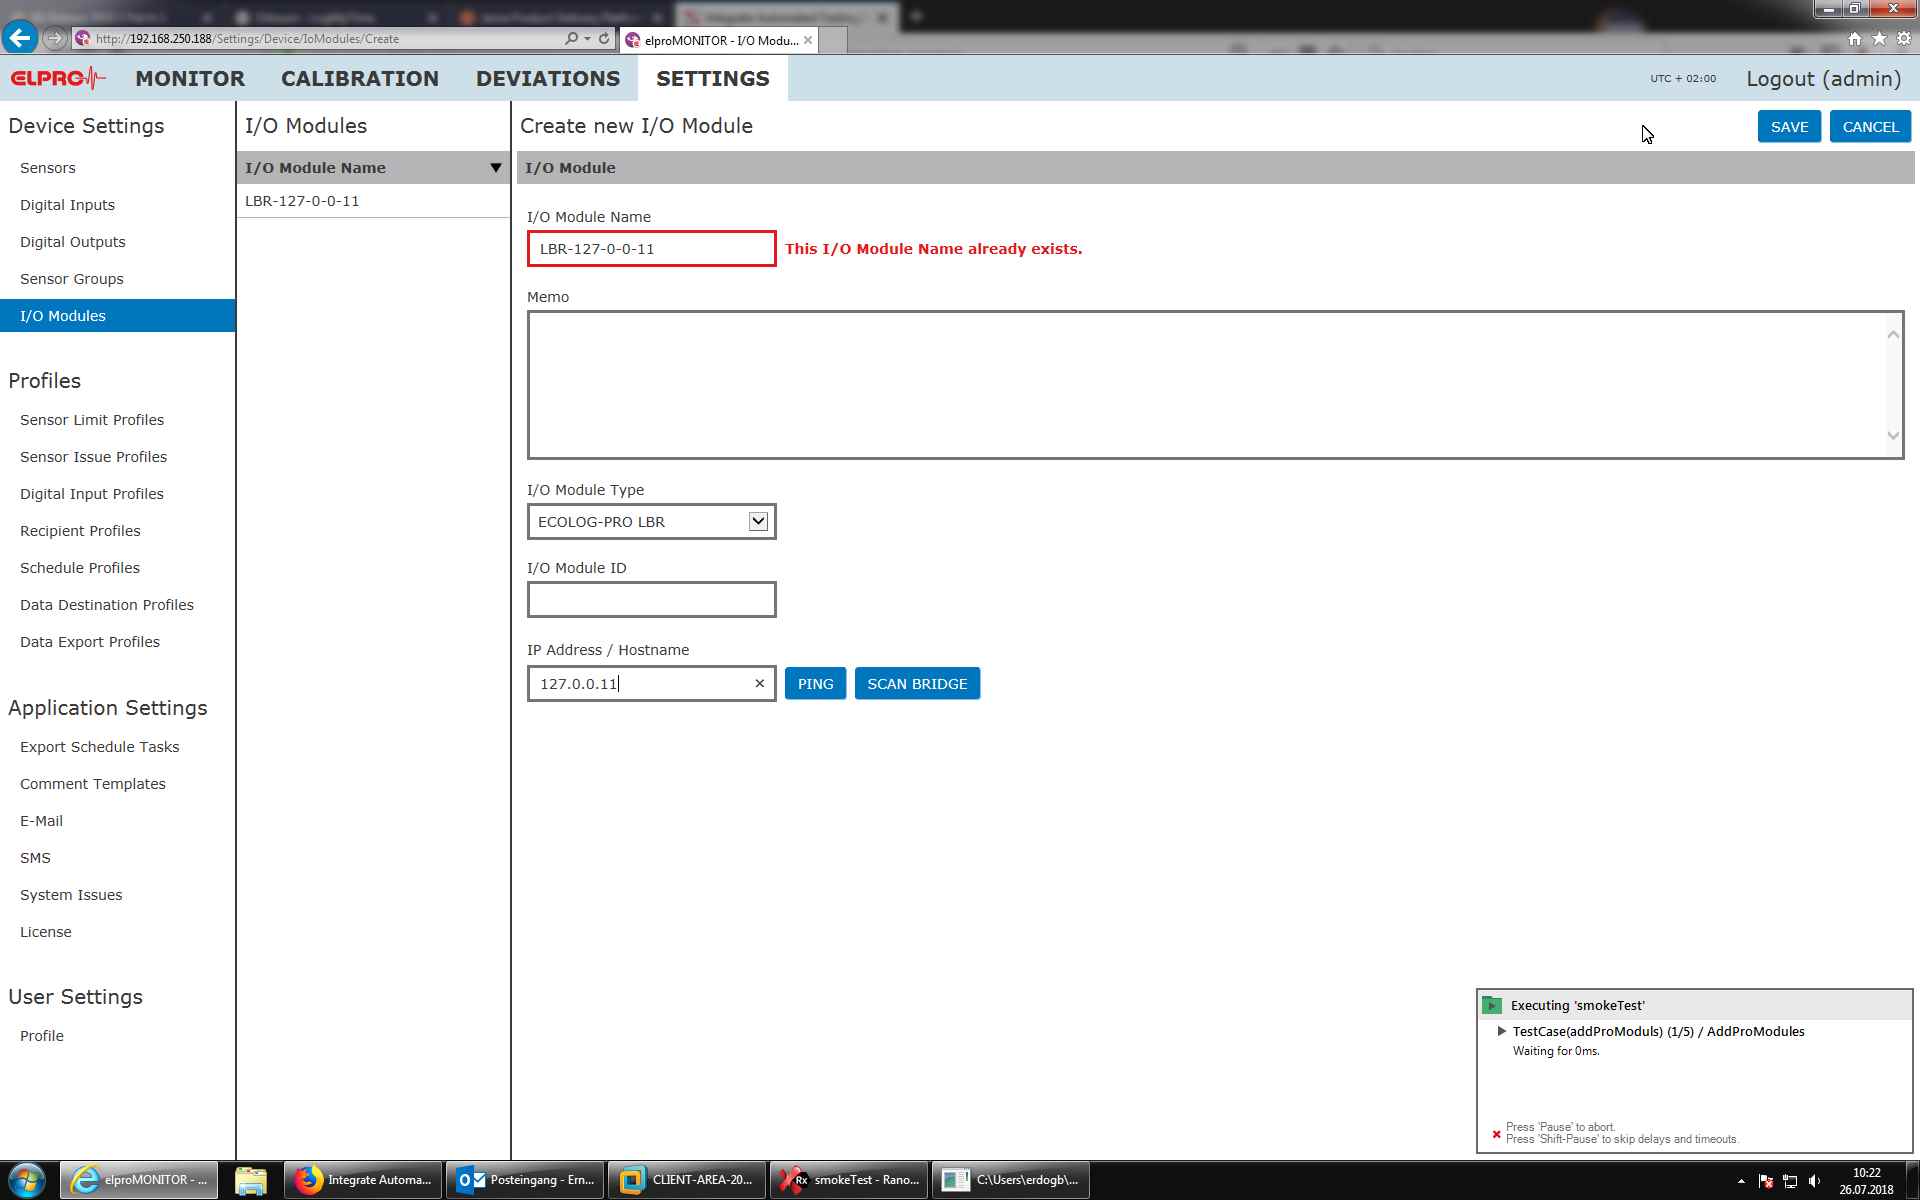 http://192.168.250.188/Settings/Device/IoModules/Create
elproMONITOR - I/O Modu...
ELPRO
MONITOR
CALIBRATION
DEVIATIONS
SETTINGS
UTC + 02:00
Logout (admin)
Device Settings
Sensors
Digital Inputs
Digital Outputs
Sensor Groups
I/O Modules
Profiles
Sensor Limit Profiles
Sensor Issue Profiles
Digital Input Profiles
Recipient Profiles
Schedule Profiles
Data Destination Profiles
Data Export Profiles
Application Settings
Export Schedule Tasks
Comment Templates
E-Mail
SMS
System Issues
License
User Settings
Profile
I/O Modules
I/O Module Name
LBR-127-0-0-11
Create new I/O Module
SAVE
CANCEL
I/O Module
I/O Module Name
LBR-127-0-0-11
This I/O Module Name already exists.
Memo
I/O Module Type
ECOLOG-PRO LBR
I/O Module ID
IP Address / Hostname
127.0.0.11
PING
SCAN BRIDGE
Executing 'smokeTest'
TestCase(addProModuls) (1/5) / AddProModules
Waiting for 0ms.
Press 'Pause' to abort.
Press 'Shift-Pause' to skip delays and timeouts.
elproMONITOR - ...
Integrate Automa...
Posteingang - Ern...
CLIENT-AREA-20...
Rx
smokeTest - Rano...
C:\Users\erdogb\...
10:22
26.07.2018